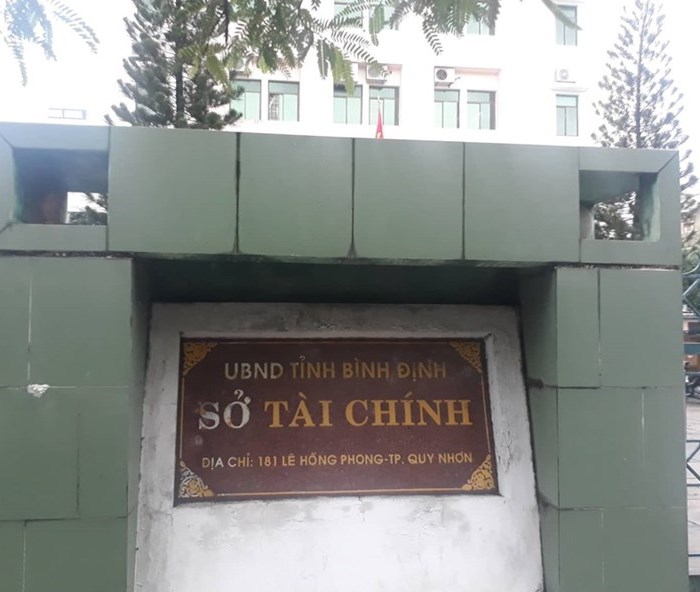 UBND TỈNH BÌNH ĐỊNH
SỞ TÀI CHÍNH
ĐỊA CHỈ: 181 LÊ HỒNG PHONG-TP. QUY NHƠN